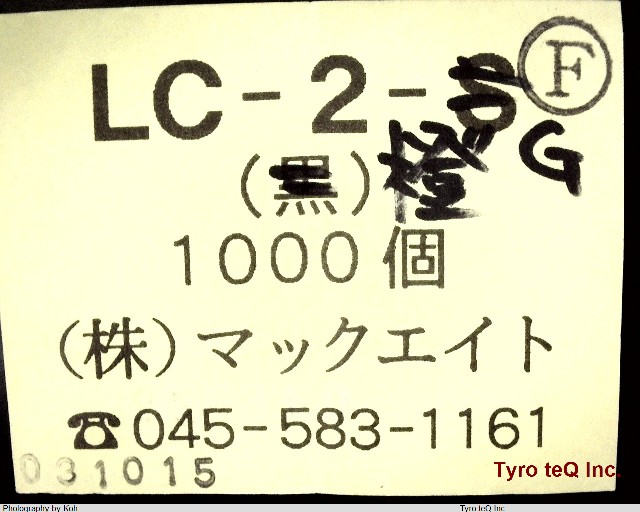 LC-2-S Ⓕ
G
(黒) 橙
1000個
(株)マックエイト
☎045-583-1161
031015
Tyro teQ Inc.
Photography by Koh
Tyro teQ Inc